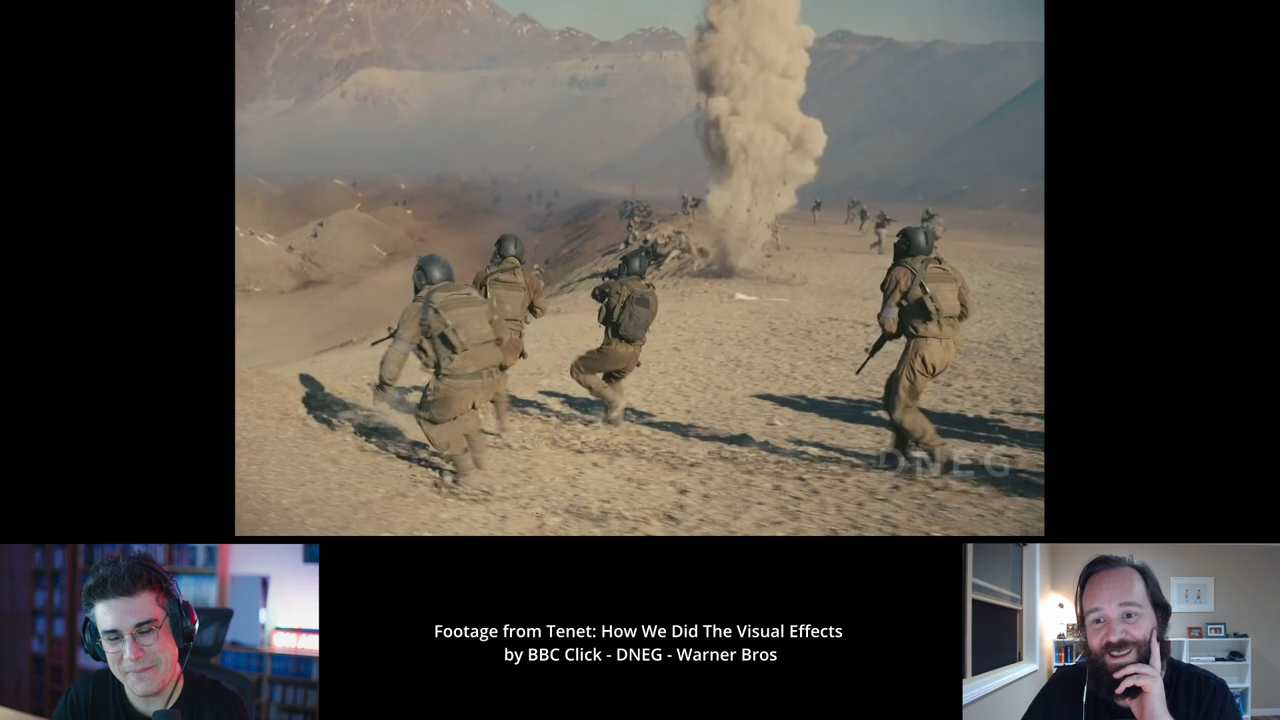 DNEG
Footage from Tenet: How We Did The Visual Effects
by BBC Click - DNEG - Warner Bros